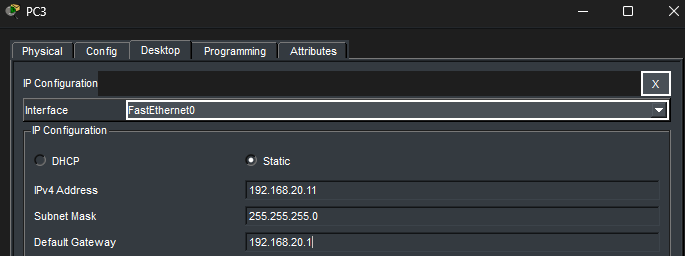 PC3
Physical Config Desktop Programming Attributes
IP Configuration X
Interface FastEthernet0
IP Configuration
DHCP Static
IPv4 Address 192.168.20.11
Subnet Mask 255.255.255.0
Default Gateway 192.168.20.1